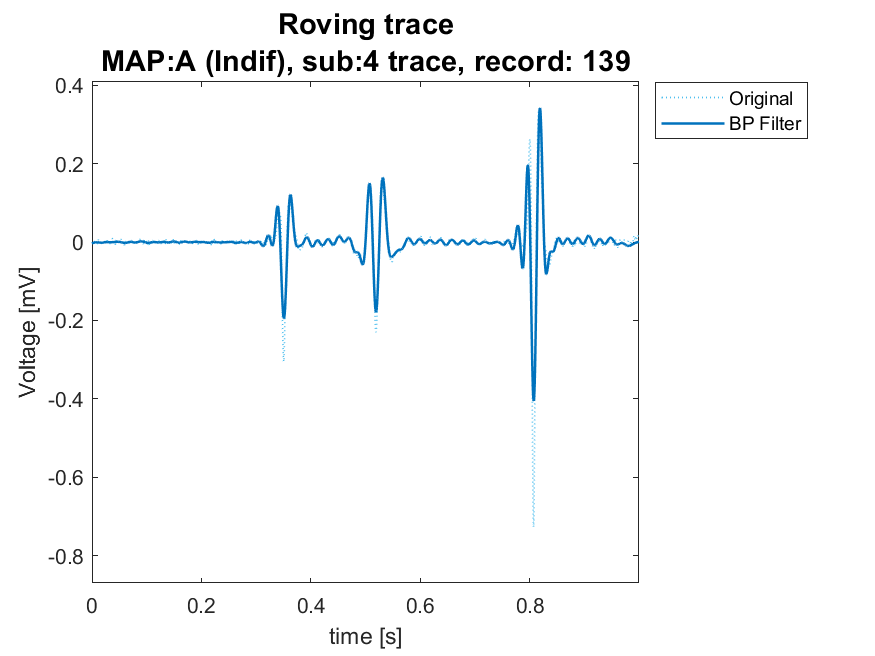 Roving trace
MAP:A (Indif), sub:4 trace, record: 139
Original
BP Filter
0.4
0.2
0
-0.2
-0.4
-0.6
-0.8
Voltage [mV]
0
0.2
0.4
0.6
0.8
time [s]